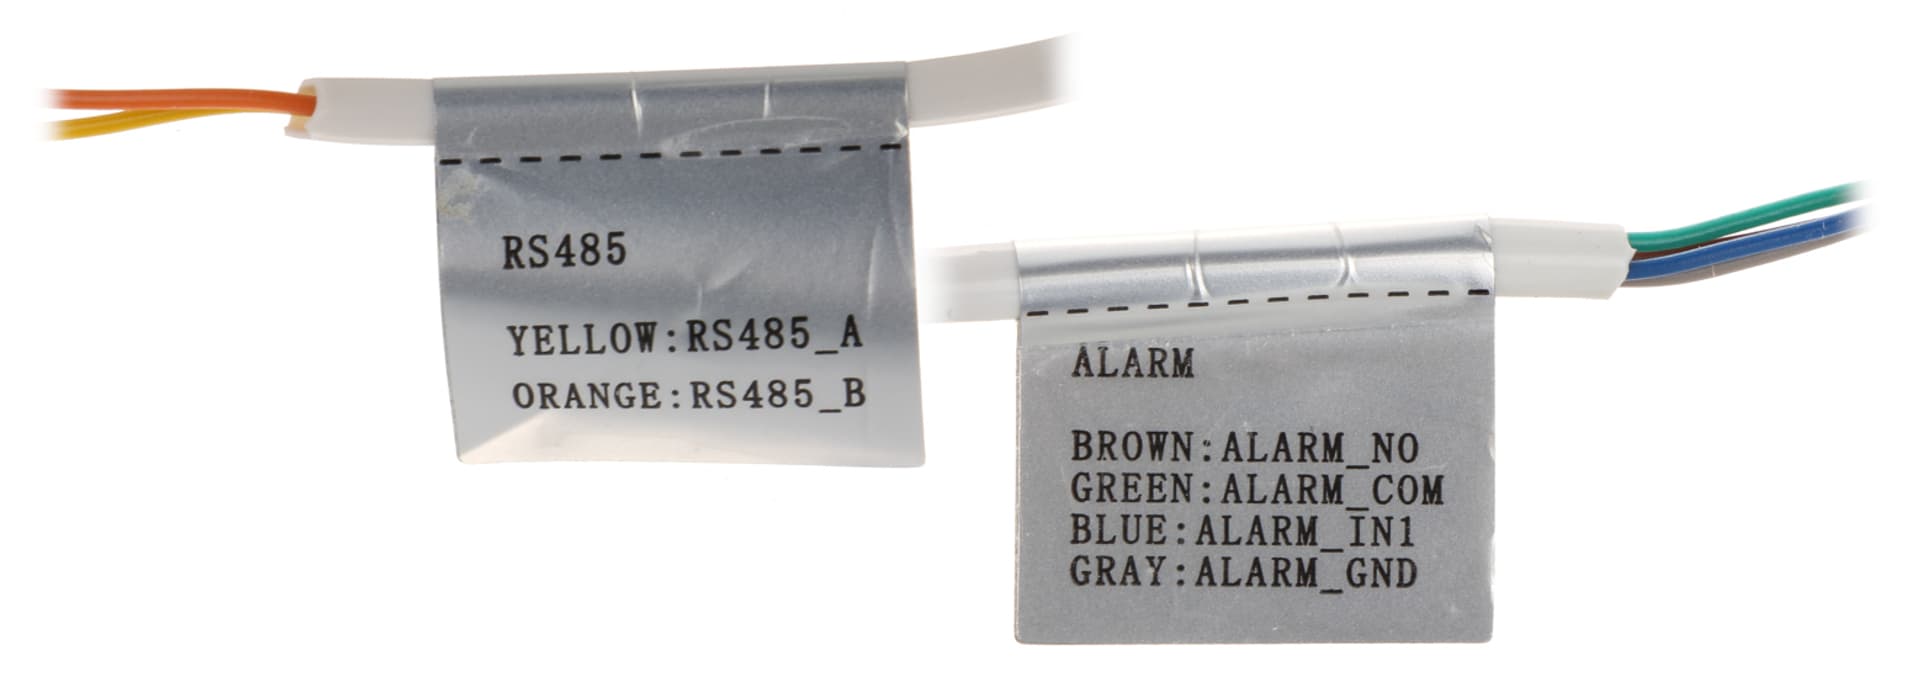 RS485
YELLOW:RS485_A
ORANGE:RS485_B
ALARM
BROWN:ALARM_NO
GREEN:ALARM_COM
BLUE:ALARM_IN1
GRAY:ALARM_GND